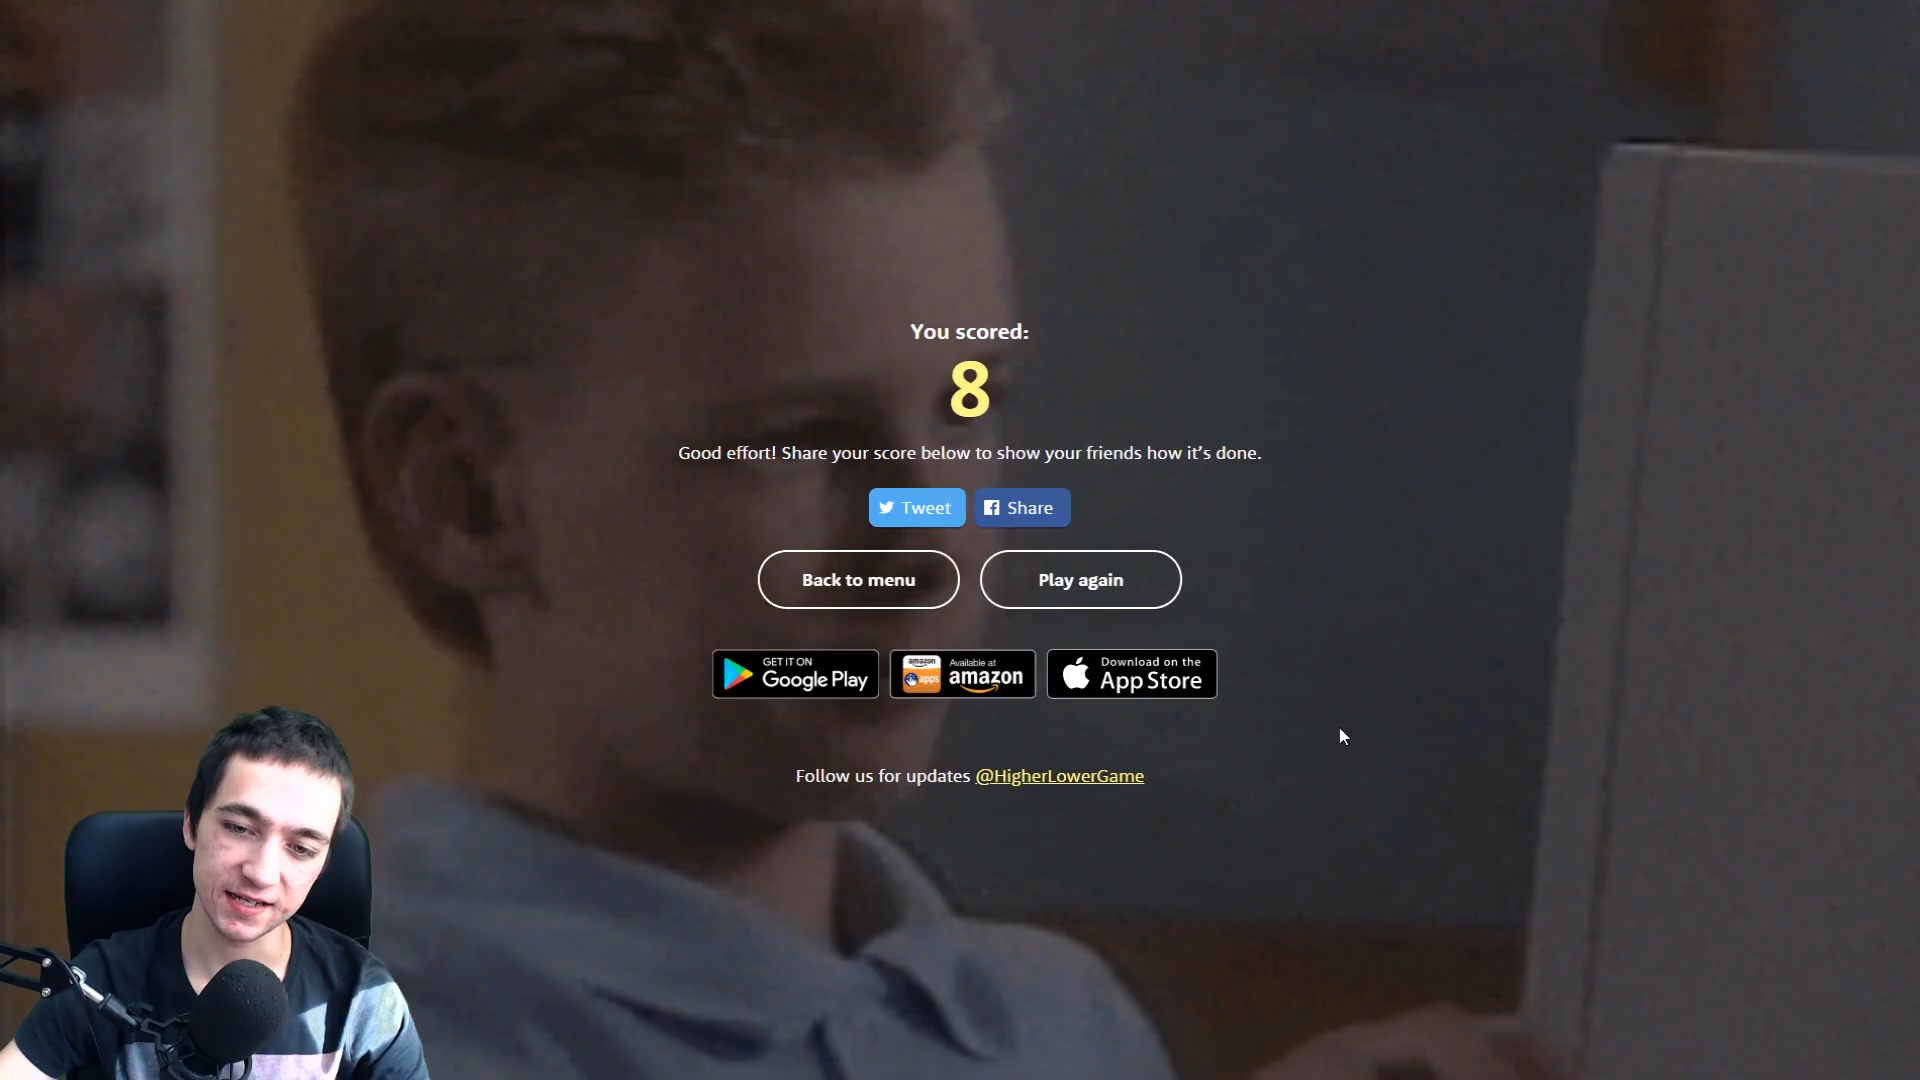 You scored:
8
Good effort! Share your score below to show your friends how it's done.
Tweet
Share
Back to menu
Play again
GET IT ON
Google Play
amazon
apps
Available at
amazon
Download on the
App Store
Follow us for updates @HigherLowerGame